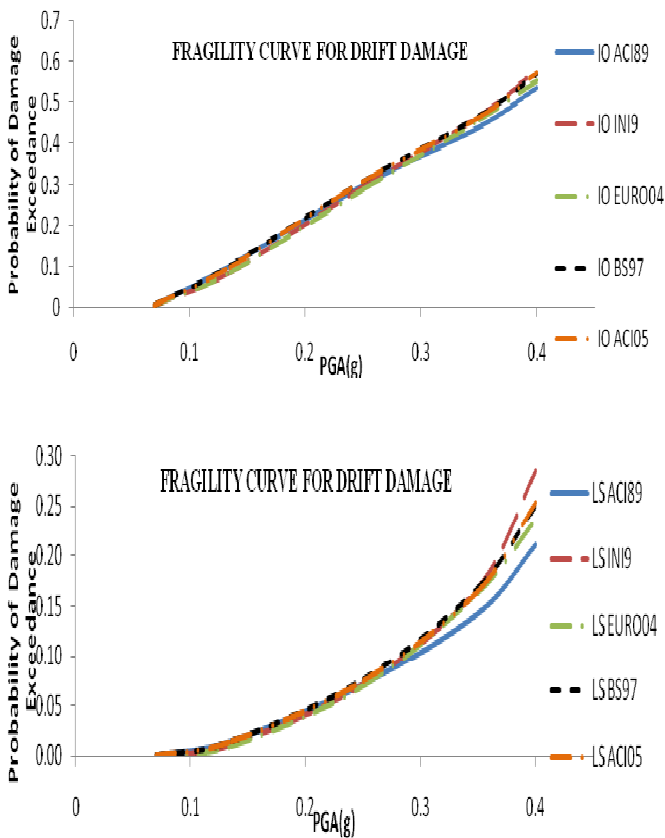 FRAGILITY CURVE FOR DRIFT DAMAGE
Probability of Damage
Exceedance
0.7
0.6
0.5
0.4
0.3
0.2
0.1
0
0 0.1 0.2 0.3 0.4
PGA(g)
IO ACI89
IO INI9
IO EURO04
IO BS97
IO ACI05
FRAGILITY CURVE FOR DRIFT DAMAGE
Probability of Damage
Exceedance
0.30
0.25
0.20
0.15
0.10
0.05
0.00
0 0.1 0.2 0.3 0.4
PGA(g)
LS ACI89
LS INI9
LS EURO04
LS BS97
LS ACI05